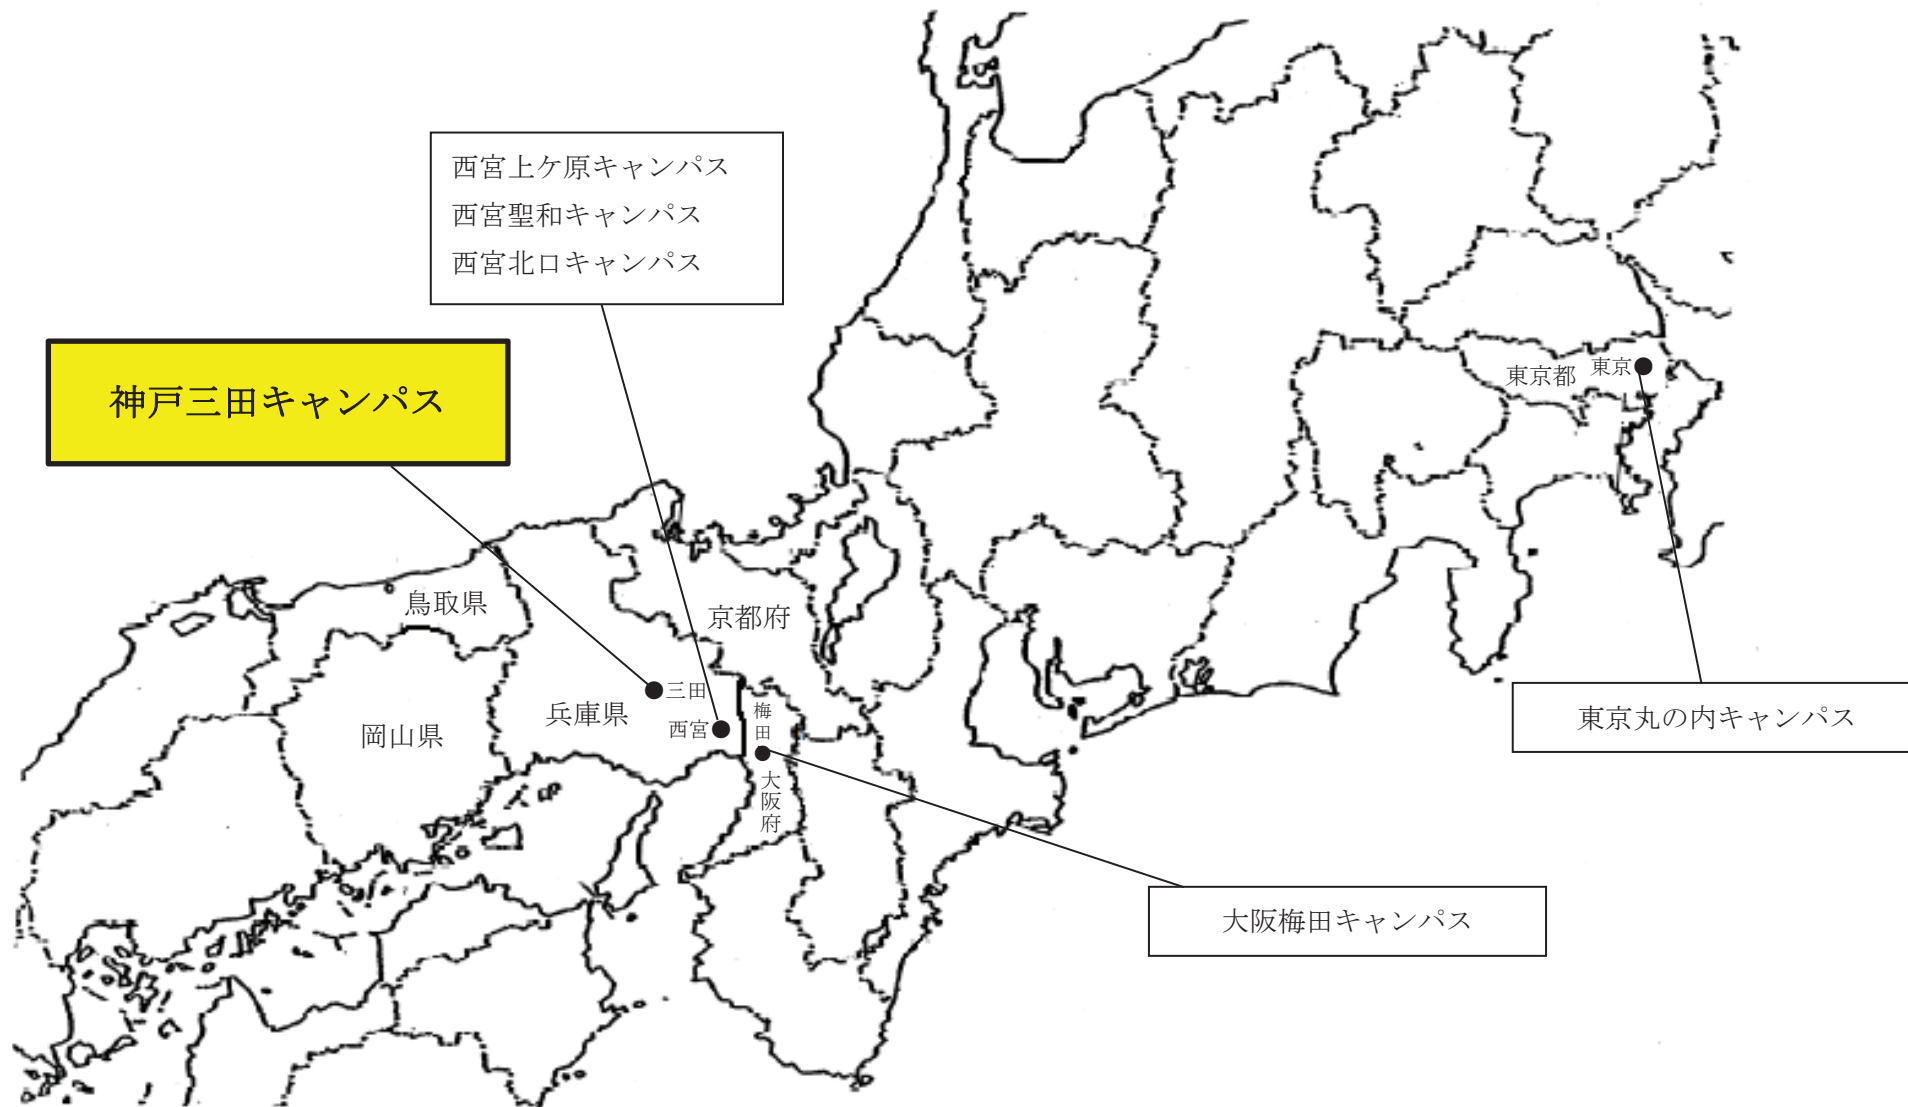 西宮上ケ原キャンパス
西宮聖和キャンパス
西宮北口キャンパス
神戸三田キャンパス
東京都
東京
鳥取県
京都府
三田
兵庫県
西宮
梅田
岡山県
大阪府
東京丸の内キャンパス
大阪梅田キャンパス